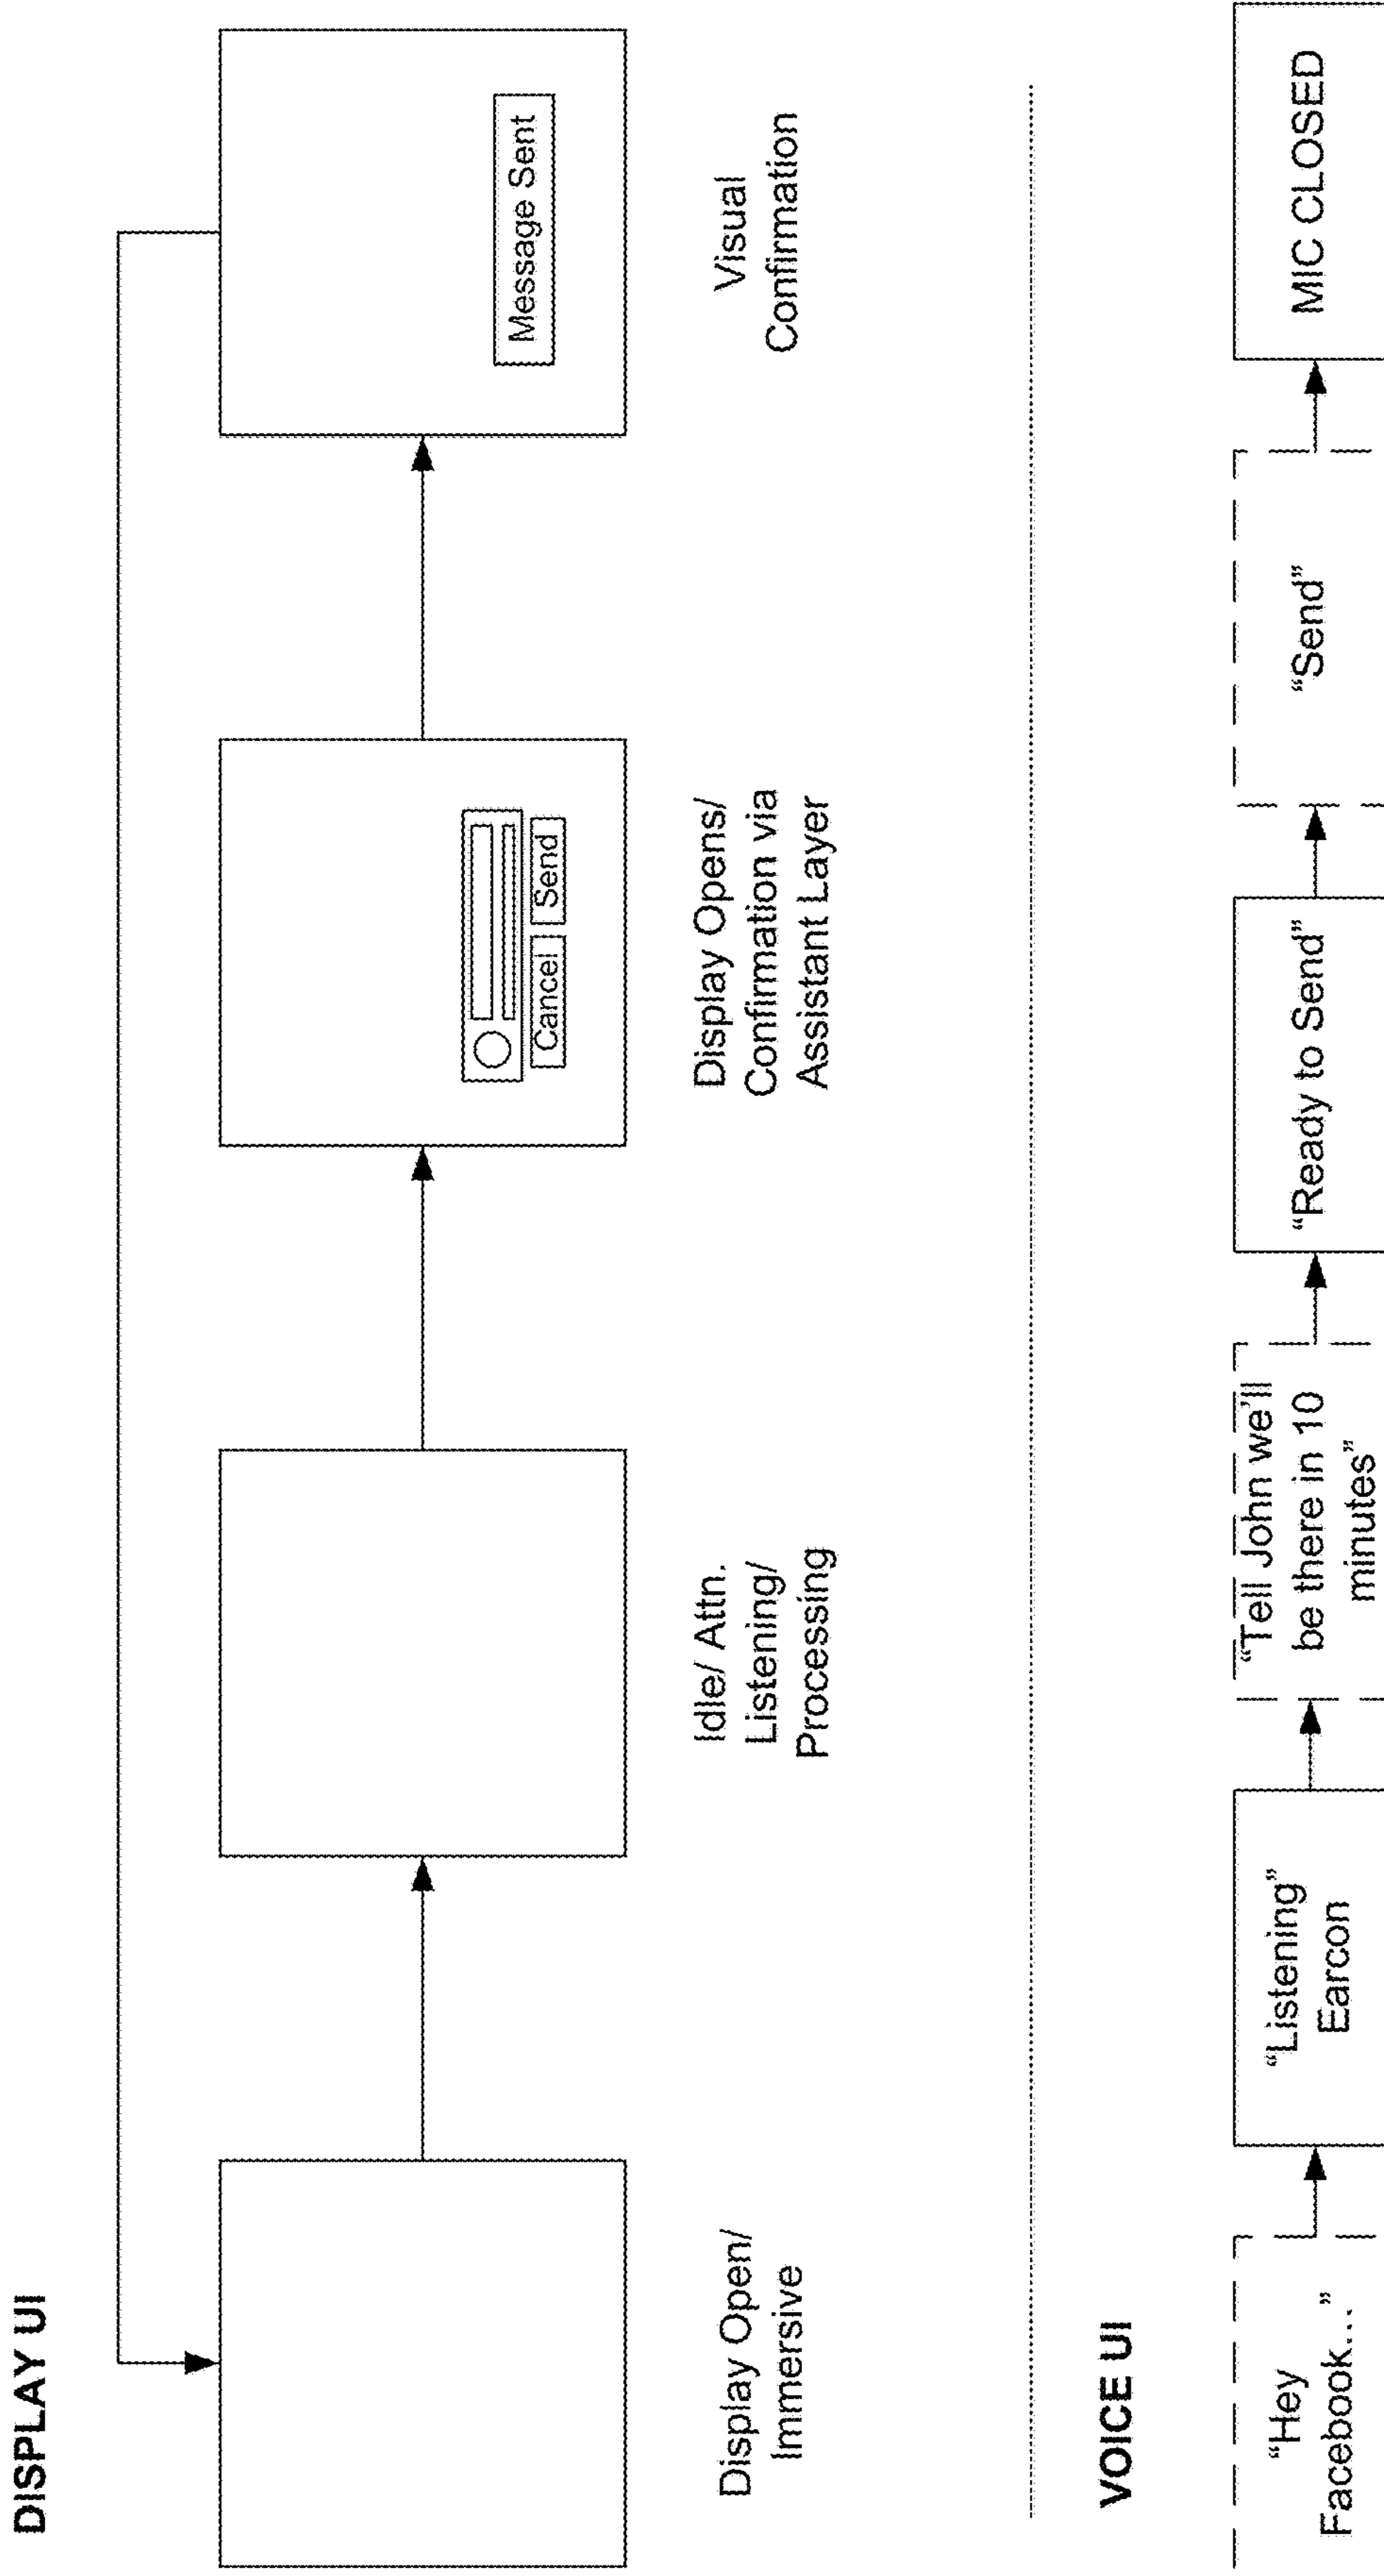 DISPLAY UI
Display Open/
Immersive
Idle/ Attn.
Listening/
Processing
Cancel
Send
Display Opens/
Confirmation via
Assistant Layer
Message Sent
Visual
Confirmation
VOICE UI
“Hey
Facebook...”
“Listening”
Earcon
“Tell John we’ll
be there in 10
minutes”
“Ready to Send”
“Send”
MIC CLOSED